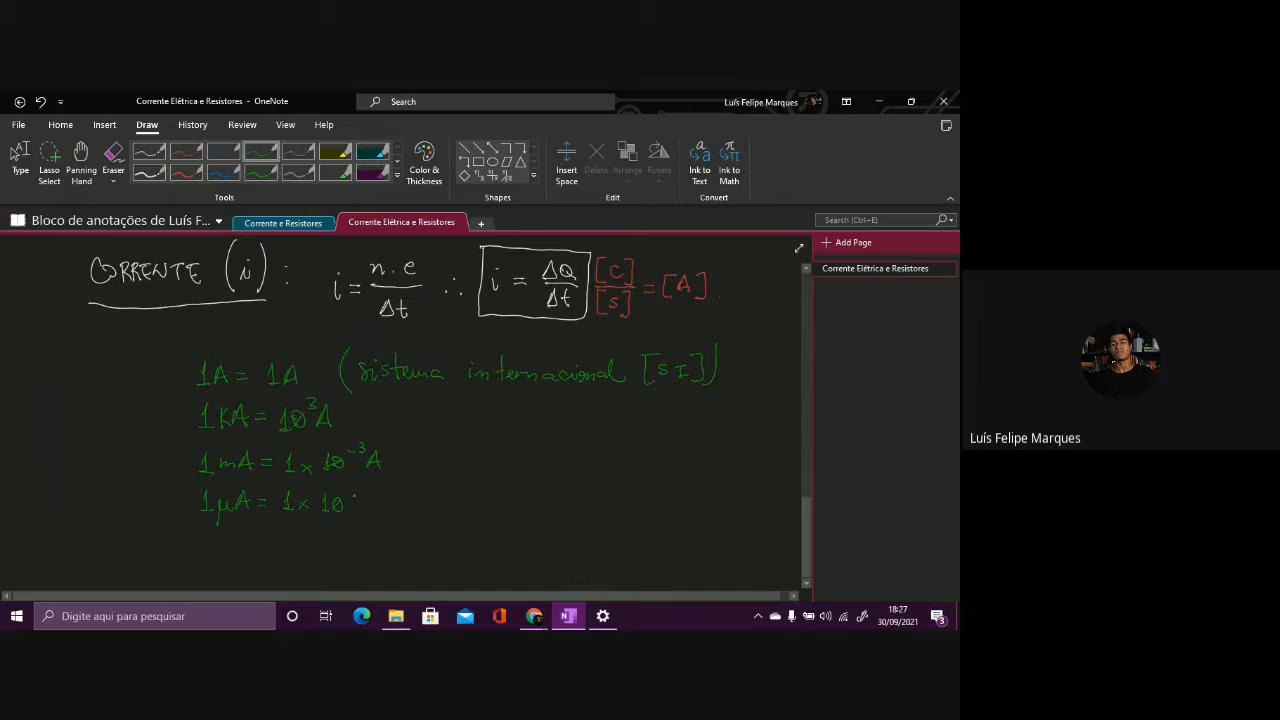 Corrente Elétrica e Resistores - OneNote
Search
Luís Felipe Marques
File Home Insert Draw History Review View Help
Type
Lasso Select
Panning Hand
Eraser
Color & Thickness
Insert Space
Delete
Arrange
Rotate
Ink to Text
Ink to Math
Tools Shapes Edit Convert
Bloco de anotações de Luís F...
Corrente e Resistores
Corrente Elétrica e Resistores
+
Search (Ctrl+E)
+ Add Page
Corrente Elétrica e Resistores
CORRENTE (i) : i = n.e/Δt ∴ i = ΔQ/Δt [C]/[s] = [A]
1A = 1A (sistema internacional [SI])
1KA = 10³A
1mA = 1x 10⁻³A
1μA = 1x 10
Luís Felipe Marques
Digite aqui para pesquisar
18:27
30/09/2021
3